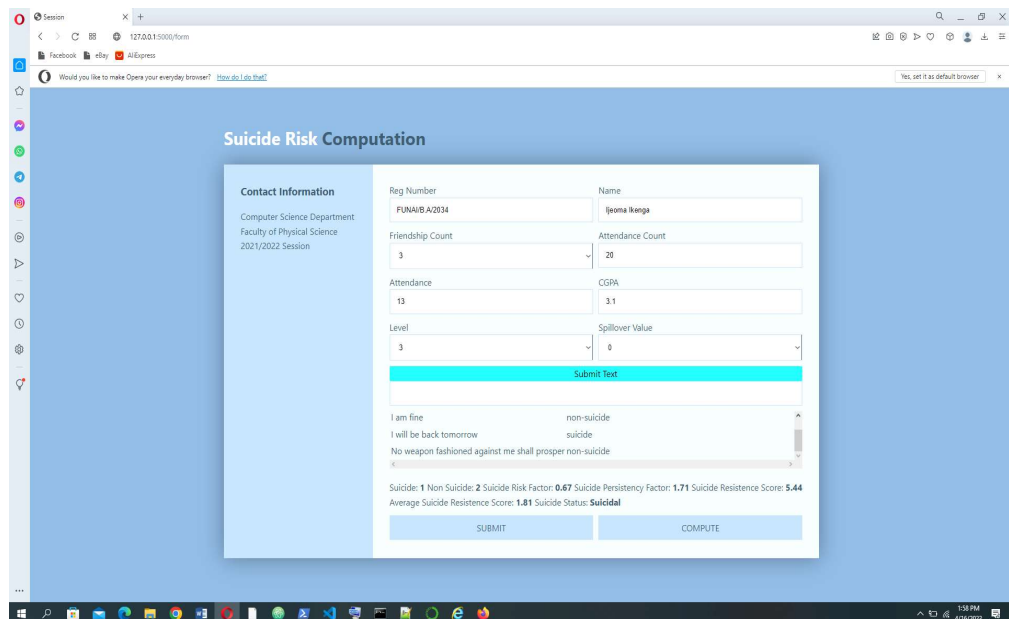 Session
127.0.0.1:5000/form
Facebook eBay AliExpress
Would you like to make Opera your everyday browser? How do I do that? Yes, set it as default browser
Suicide Risk Computation
Contact Information
Computer Science Department
Faculty of Physical Science
2021/2022 Session
Reg Number Name
FUNAI/B.A/2034 Ijeoma Ikenga
Friendship Count Attendance Count
3 20
Attendance CGPA
13 3.1
Level Spillover Value
3 0
Submit Text
I am fine non-suicide
I will be back tomorrow suicide
No weapon fashioned against me shall prosper non-suicide
Suicide: 1 Non Suicide: 2 Suicide Risk Factor: 0.67 Suicide Persistency Factor: 1.71 Suicide Resistence Score: 5.44
Average Suicide Resistence Score: 1.81 Suicide Status: Suicidal
SUBMIT COMPUTE
1:58 PM